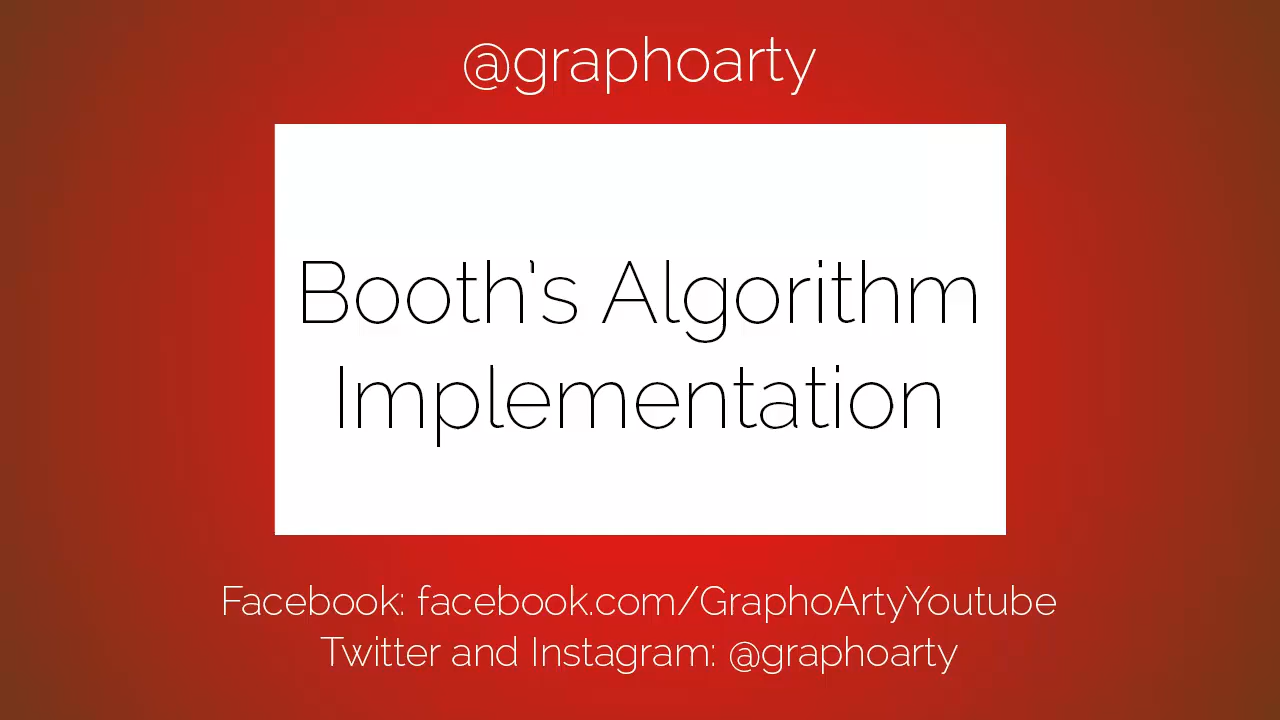 @graphoarty
Booth's Algorithm
Implementation
Facebook: facebook.com/GraphoArtyYoutube
Twitter and Instagram: @graphoarty